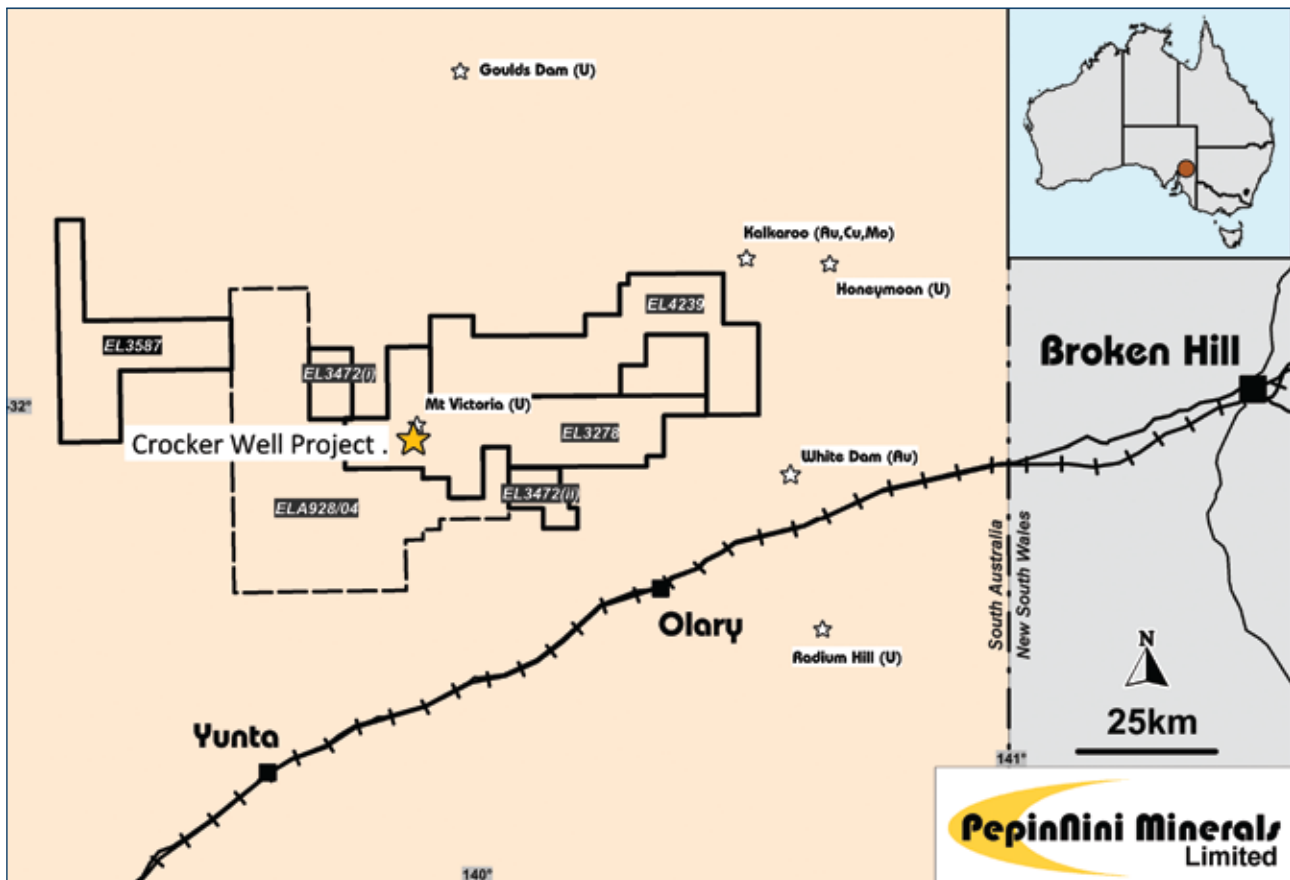 Goulds Dam (U)
Kalkaroo (Au,Cu,Mo)
Honeymoon (U)
EL4239
EL3587
EL3472(i)
Broken Hill
-32°
Mt Victoria (U)
Crocker Well Project .
EL3278
White Dam (Au)
EL3472(ii)
ELA928/04
Olary
South Australia
New South Wales
Radium Hill (U)
N
25km
Yunta
141°
140°
PepinNini Minerals
Limited